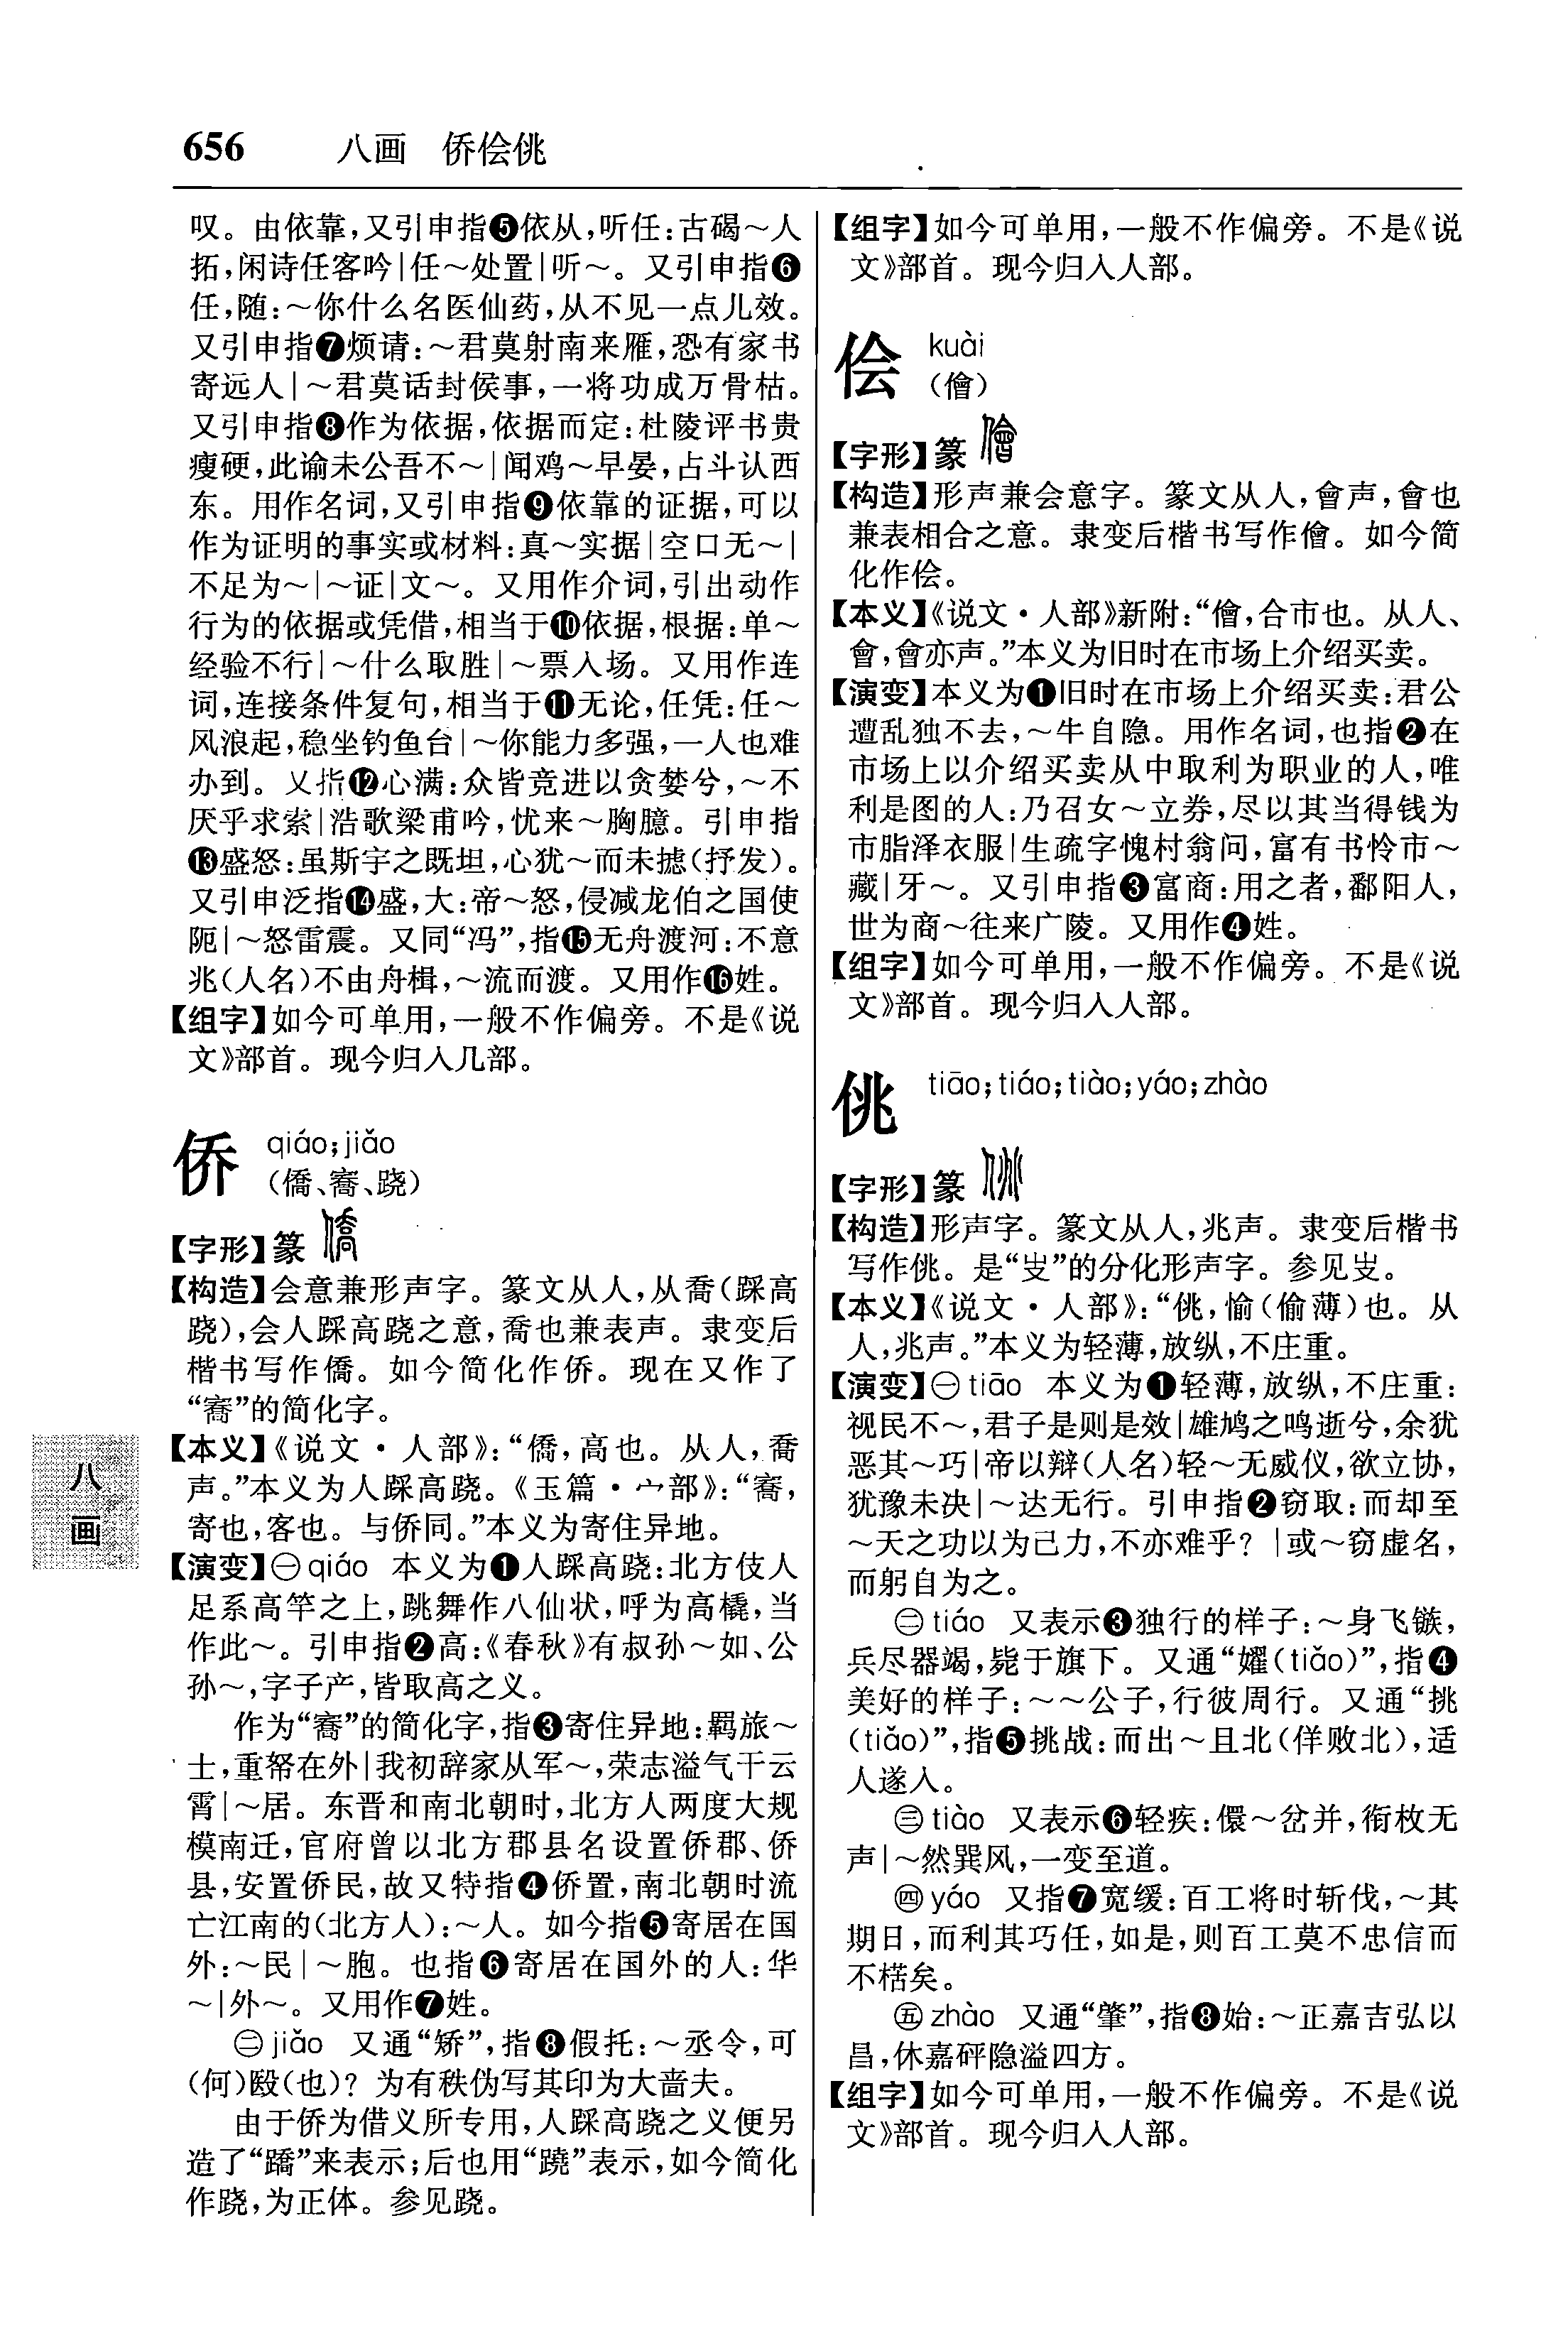 656 八画 侨侩佻
叹。由依靠,又引申指❺依从,听任:古碣～人
拓,闲诗任客吟|任～处置|听～。又引申指❻
任,随:～你什么名医仙药,从不见一点儿效。
又引申指❼烦请:～君莫射南来雁,恐有家书
寄远人|～君莫话封侯事,一将功成万骨枯。
又引申指❽作为依据,依据而定:杜陵评书贵
瘦硬,此谕未公吾不～|闻鸡～早晏,占斗认西
东。用作名词,又引申指❾依靠的证据,可以
作为证明的事实或材料:真～实据|空口无～|
不足为～|～证|文～。又用作介词,引出动作
行为的依据或凭借,相当于❿依据,根据:单～
经验不行|～什么取胜|～票入场。又用作连
词,连接条件复句,相当于⓫无论,任凭:任～
风浪起,稳坐钓鱼台|～你能力多强,一人也难
办到。又指⓬心满:众皆竞进以贪婪兮,～不
厌乎求索|浩歌梁甫吟,忧来～胸臆。引申指
⓭盛怒:虽斯宇之既坦,心犹～而未摅(抒发)。
又引申泛指⓮盛,大:帝～怒,侵减龙伯之国使
阨|～怒雷震。又同“冯”,指⓯无舟渡河:不意
兆(人名)不由舟楫,～流而渡。又用作⓰姓。
【组字】如今可单用,一般不作偏旁。不是《说
文》部首。现今归入几部。
侨 qiáo;jiǎo
(僑、寯、跷)
【字形】篆
【构造】会意兼形声字。篆文从人,从喬(踩高
跷),会人踩高跷之意,喬也兼表声。隶变后
楷书写作僑。如今简化作侨。现在又作了
“㝯”的简化字。
【本义】《说文·人部》:“僑,高也。从人,喬
声。”本义为人踩高跷。《玉篇·宀部》:“㝯,
寄也,客也。与侨同。”本义为寄住异地。
【演变】㊀qiáo 本义为❶人踩高跷:北方伎人
足系高竿之上,跳舞作八仙状,呼为高橇,当
作此～。引申指❷高:《春秋》有叔孙～如、公
孙～,字子产,皆取高之义。
作为“㝯”的简化字,指❸寄住异地:羁旅～
士,重帑在外|我初辞家从军～,荣志溢气干云
霄|～居。东晋和南北朝时,北方人两度大规
模南迁,官府曾以北方郡县名设置侨郡、侨
县,安置侨民,故又特指❹侨置,南北朝时流
亡江南的(北方人):～人。如今指❺寄居在国
外:～民|～胞。也指❻寄居在国外的人:华
～|外～。又用作❼姓。
㊁jiǎo 又通“矫”,指❽假托:～丞令,可
(何)殹(也)? 为有秩伪写其印为大啬夫。
由于侨为借义所专用,人踩高跷之义便另
造了“蹻”来表示;后也用“蹺”表示,如今简化
作跷,为正体。参见跷。
【组字】如今可单用,一般不作偏旁。不是《说
文》部首。现今归入人部。
侩 kuài
(儈)
【字形】篆
【构造】形声兼会意字。篆文从人,會声,會也
兼表相合之意。隶变后楷书写作儈。如今简
化作侩。
【本义】《说文·人部》新附:“儈,合市也。从人、
會,會亦声。”本义为旧时在市场上介绍买卖。
【演变】本义为❶旧时在市场上介绍买卖:君公
遭乱独不去,～牛自隐。用作名词,也指❷在
市场上以介绍买卖从中取利为职业的人,唯
利是图的人:乃召女～立券,尽以其当得钱为
市脂泽衣服|生疏字愧村翁问,富有书怜市～
藏|牙～。又引申指❸富商:用之者,鄱阳人,
世为商～往来广陵。又用作❹姓。
【组字】如今可单用,一般不作偏旁。不是《说
文》部首。现今归入人部。
佻 tiāo;tiáo;tiào;yáo;zhào
【字形】篆
【构造】形声字。篆文从人,兆声。隶变后楷书
写作佻。是“㞢”的分化形声字。参见㞢。
【本义】《说文·人部》:“佻,愉(偷薄)也。从
人,兆声。”本义为轻薄,放纵,不庄重。
【演变】㊀tiāo 本义为❶轻薄,放纵,不庄重:
视民不～,君子是则是效|雄鸠之鸣逝兮,余犹
恶其～巧|帝以辩(人名)轻～无威仪,欲立协,
犹豫未决|～达无行。引申指❷窃取:而却至
～天之功以为己力,不亦难乎? |或～窃虚名,
而躬自为之。
㊁tiáo 又表示❸独行的样子:～身飞镞,
兵尽器竭,毙于旗下。又通“嬥(tiǎo)”,指❹
美好的样子:～～公子,行彼周行。又通“挑
(tiǎo)”,指❺挑战:而出～且北(佯败北),适
人遂入。
㊂tiào 又表示❻轻疾:儇～坌并,衔枚无
声|～然巽风,一变至道。
㊃yáo 又指❼宽缓:百工将时斩伐,～其
期日,而利其巧任,如是,则百工莫不忠信而
不楛矣。
㊄zhào 又通“肇”,指❽始:～正嘉吉弘以
昌,休嘉砰隐溢四方。
【组字】如今可单用,一般不作偏旁。不是《说
文》部首。现今归入人部。
八
画